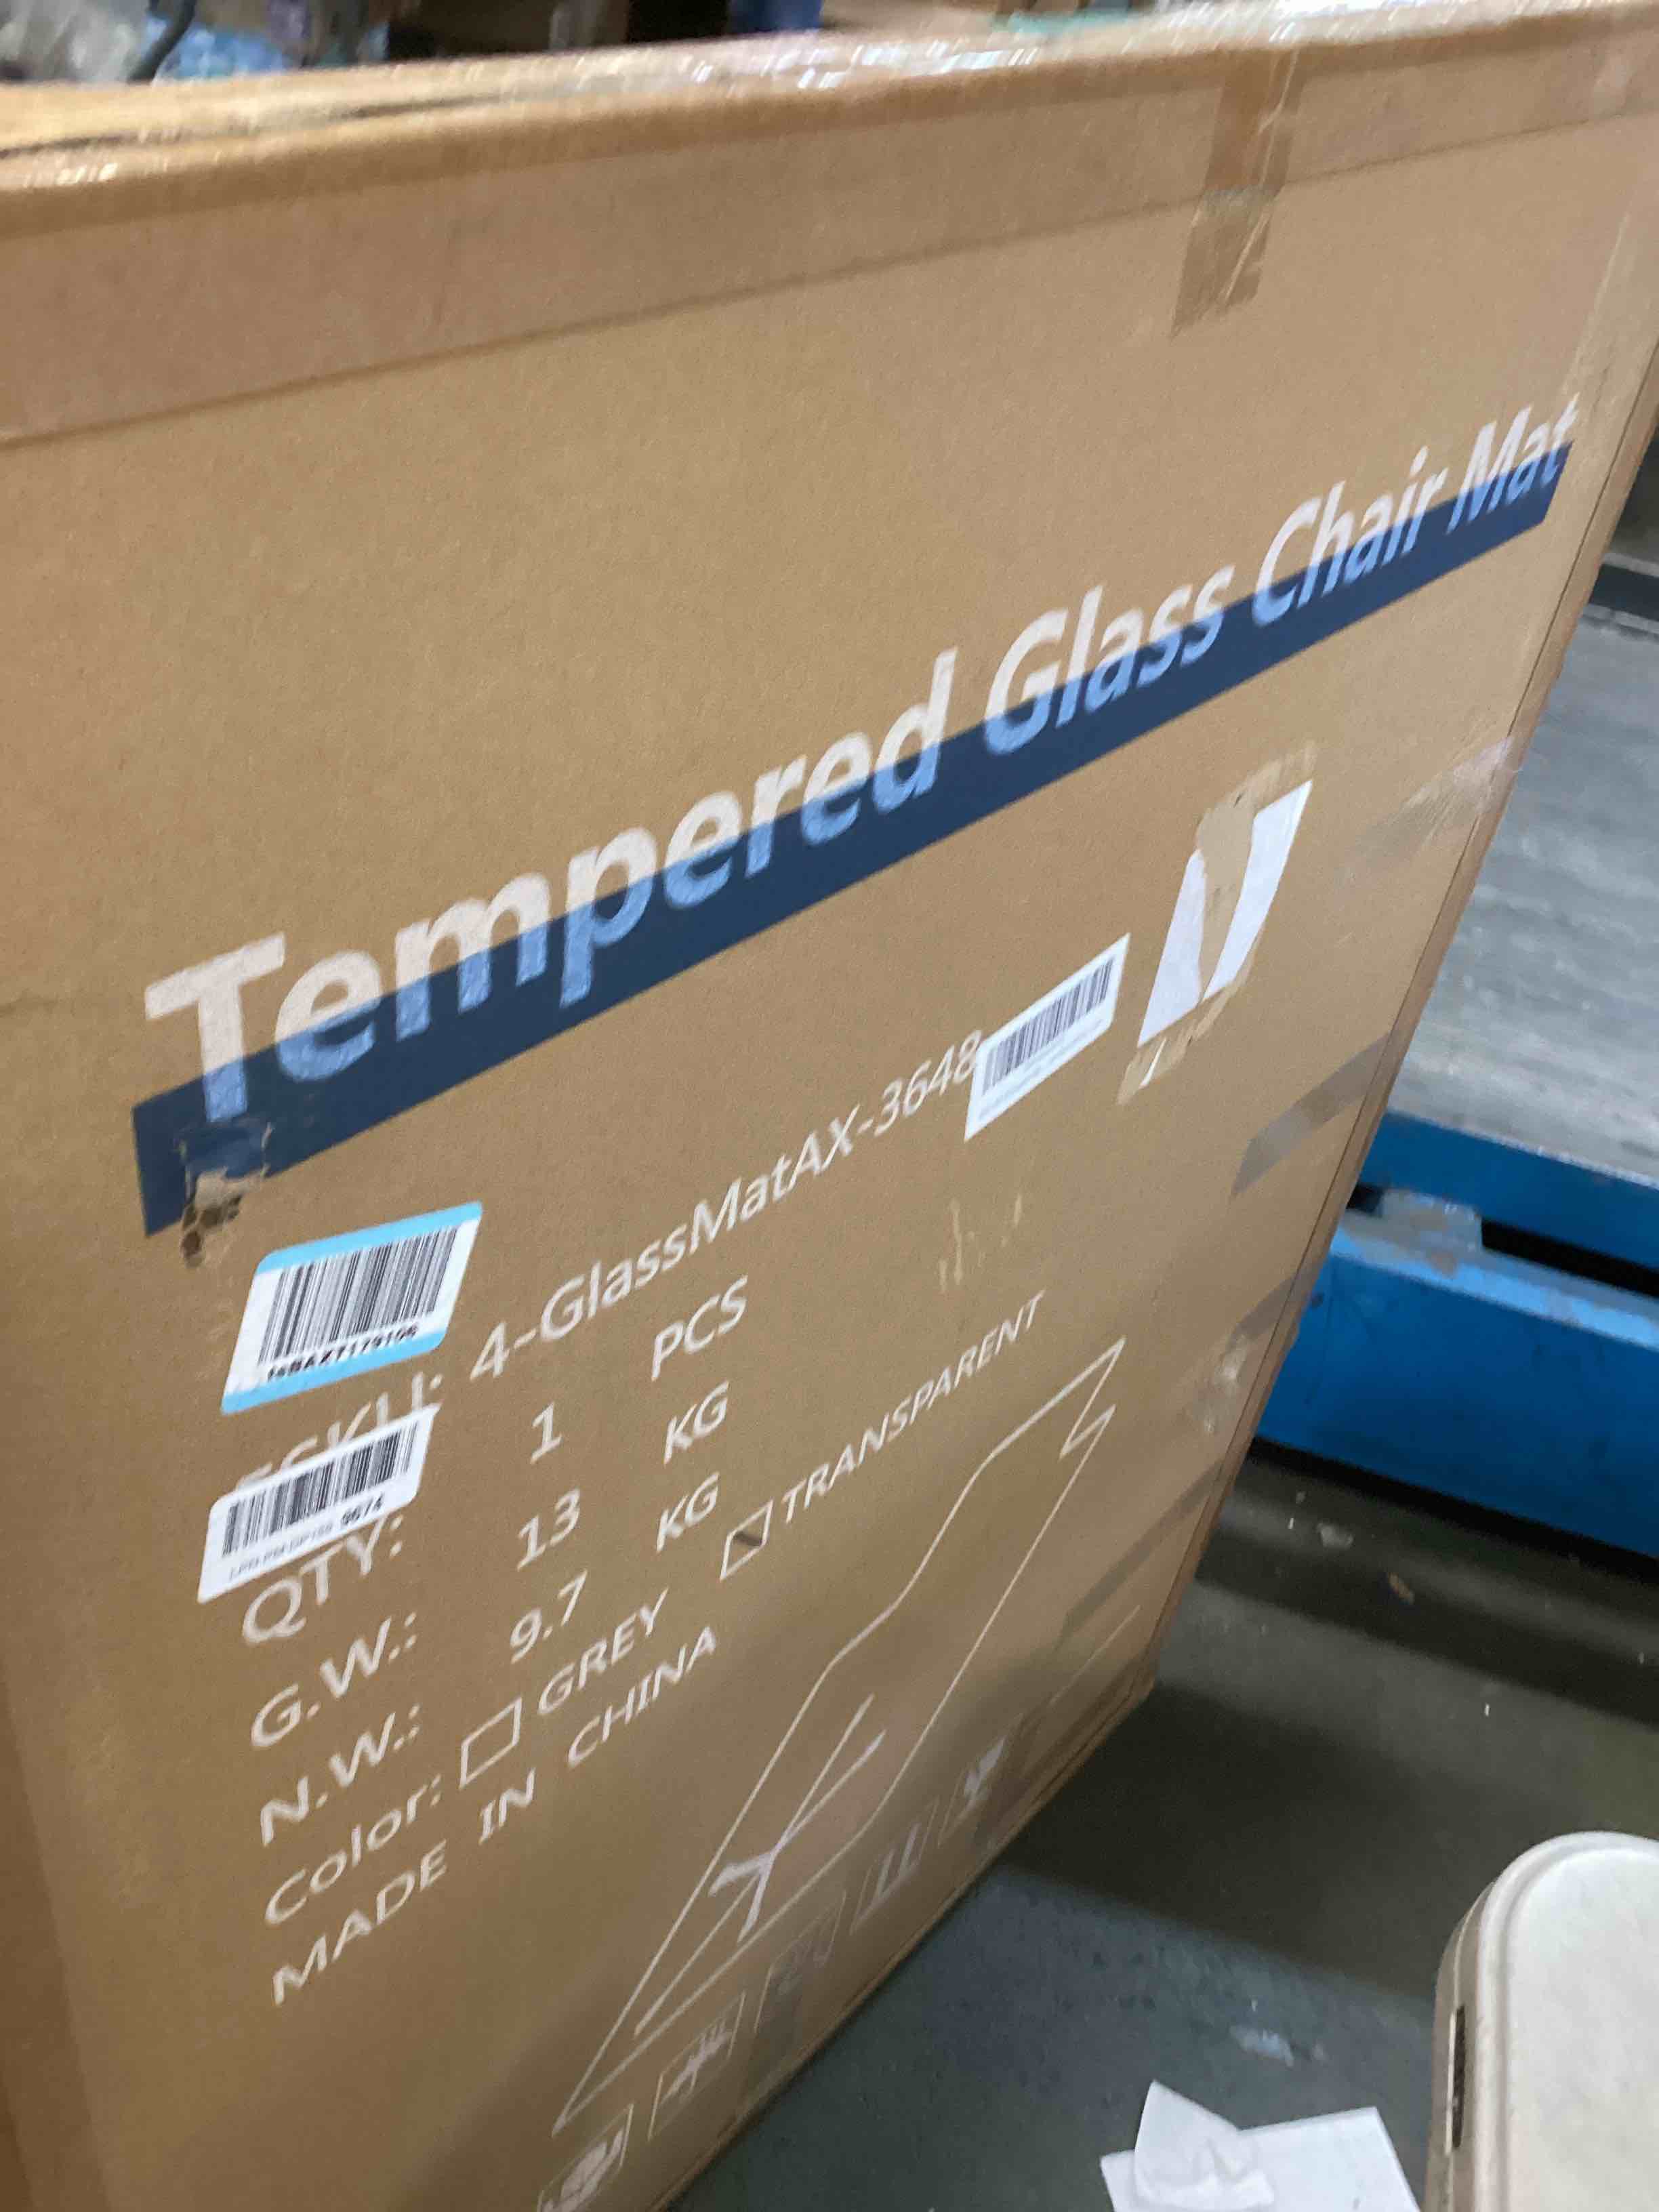 Tempered Glass Chair Mat
SKU: 4-GlassMatAX-3648
QTY: 1 PCS
G.W.: 13 KG
N.W.: 9.7 KG
Color: GREY TRANSPARENT
MADE IN CHINA